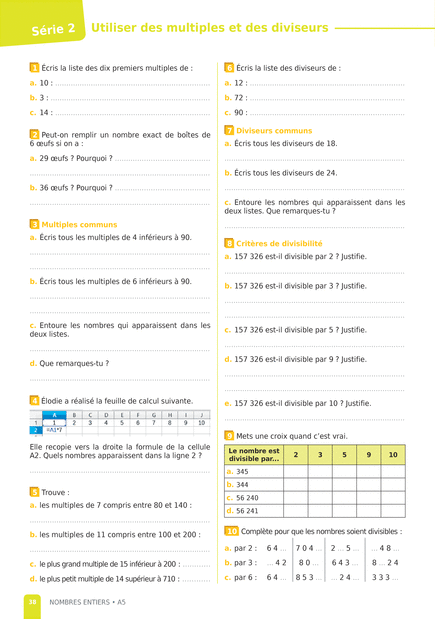 Série 2 Utiliser des multiples et des diviseurs
1 Écris la liste des dix premiers multiples de :
a. 10 : ..........
b. 3 : ..........
c. 14 : ..........
2 Peut-on remplir un nombre exact de boîtes de
6 œufs si on a :
a. 29 œufs ? Pourquoi ? ..........
b. 36 œufs ? Pourquoi ? ..........
3 Multiples communs
a. Écris tous les multiples de 4 inférieurs à 90.
b. Écris tous les multiples de 6 inférieurs à 90.
c. Entoure les nombres qui apparaissent dans les
deux listes.
d. Que remarques-tu ?
4 Élodie a réalisé la feuille de calcul suivante.
A B C D E F G H I J
1 1 2 3 4 5 6 7 8 9 10
2 =A1*7
Elle recopie vers la droite la formule de la cellule
A2. Quels nombres apparaissent dans la ligne 2 ?
5 Trouve :
a. les multiples de 7 compris entre 80 et 140 :
b. les multiples de 11 compris entre 100 et 200 :
c. le plus grand multiple de 15 inférieur à 200 : ..........
d. le plus petit multiple de 14 supérieur à 710 : ..........
6 Écris la liste des diviseurs de :
a. 12 : ..........
b. 72 : ..........
c. 90 : ..........
7 Diviseurs communs
a. Écris tous les diviseurs de 18.
b. Écris tous les diviseurs de 24.
c. Entoure les nombres qui apparaissent dans les
deux listes. Que remarques-tu ?
8 Critères de divisibilité
a. 157 326 est-il divisible par 2 ? Justifie.
b. 157 326 est-il divisible par 3 ? Justifie.
c. 157 326 est-il divisible par 5 ? Justifie.
d. 157 326 est-il divisible par 9 ? Justifie.
e. 157 326 est-il divisible par 10 ? Justifie.
9 Mets une croix quand c'est vrai.
Le nombre est
divisible par... 2 3 5 9 10
a. 345
b. 344
c. 56 240
d. 56 241
10 Complète pour que les nombres soient divisibles :
a. par 2 : 6 4 ... 7 0 4 ... 2 ... 5 ... ... 4 8 ...
b. par 3 : ... 4 2 8 0 ... 6 4 3 ... 8 ... 2 4
c. par 6 : 6 4 ... 8 5 3 ... ... 2 4 ... 3 3 3 ...
38 NOMBRES ENTIERS • A5